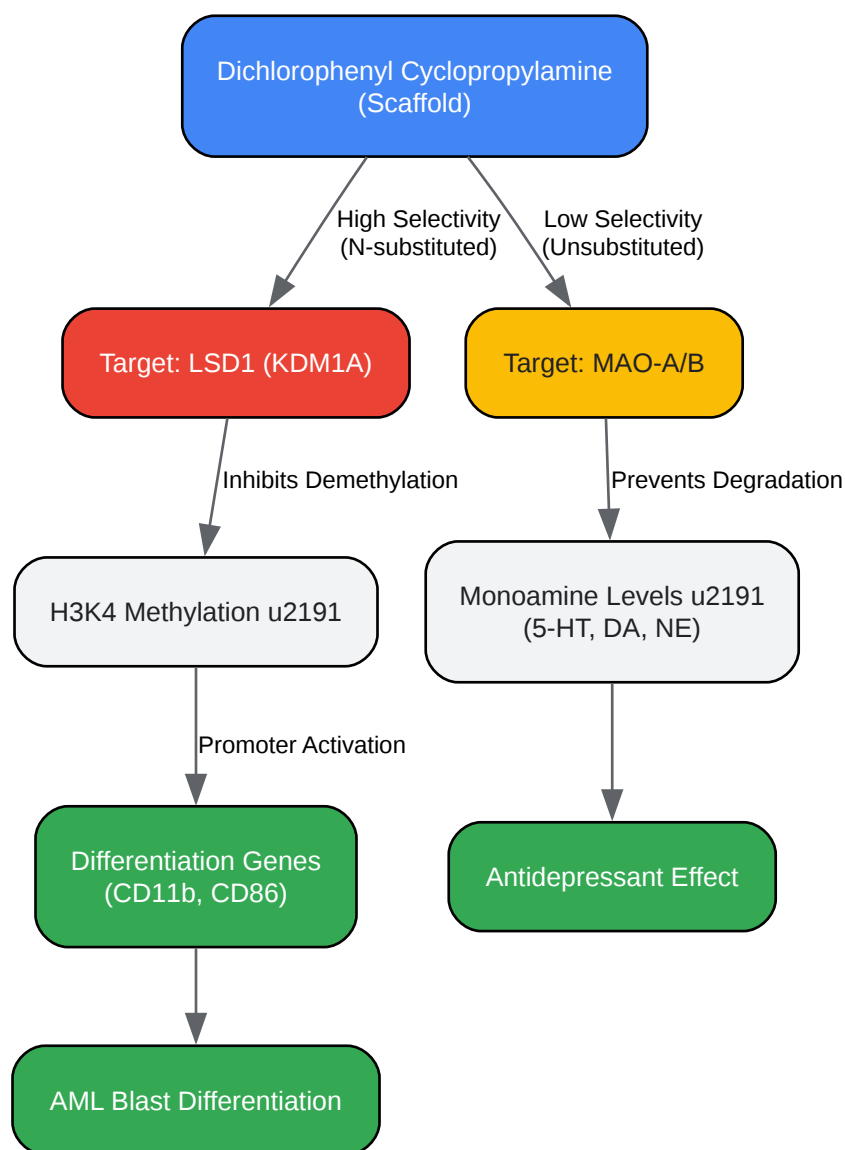 Dichlorophenyl Cyclopropylamine
(Scaffold)
High Selectivity
(N-substituted)
Low Selectivity
(Unsubstituted)
Target: LSD1 (KDM1A)
Target: MAO-A/B
Inhibits Demethylation
Prevents Degradation
H3K4 Methylation u2191
Monoamine Levels u2191
(5-HT, DA, NE)
Promoter Activation
Differentiation Genes
(CD11b, CD86)
Antidepressant Effect
AML Blast Differentiation